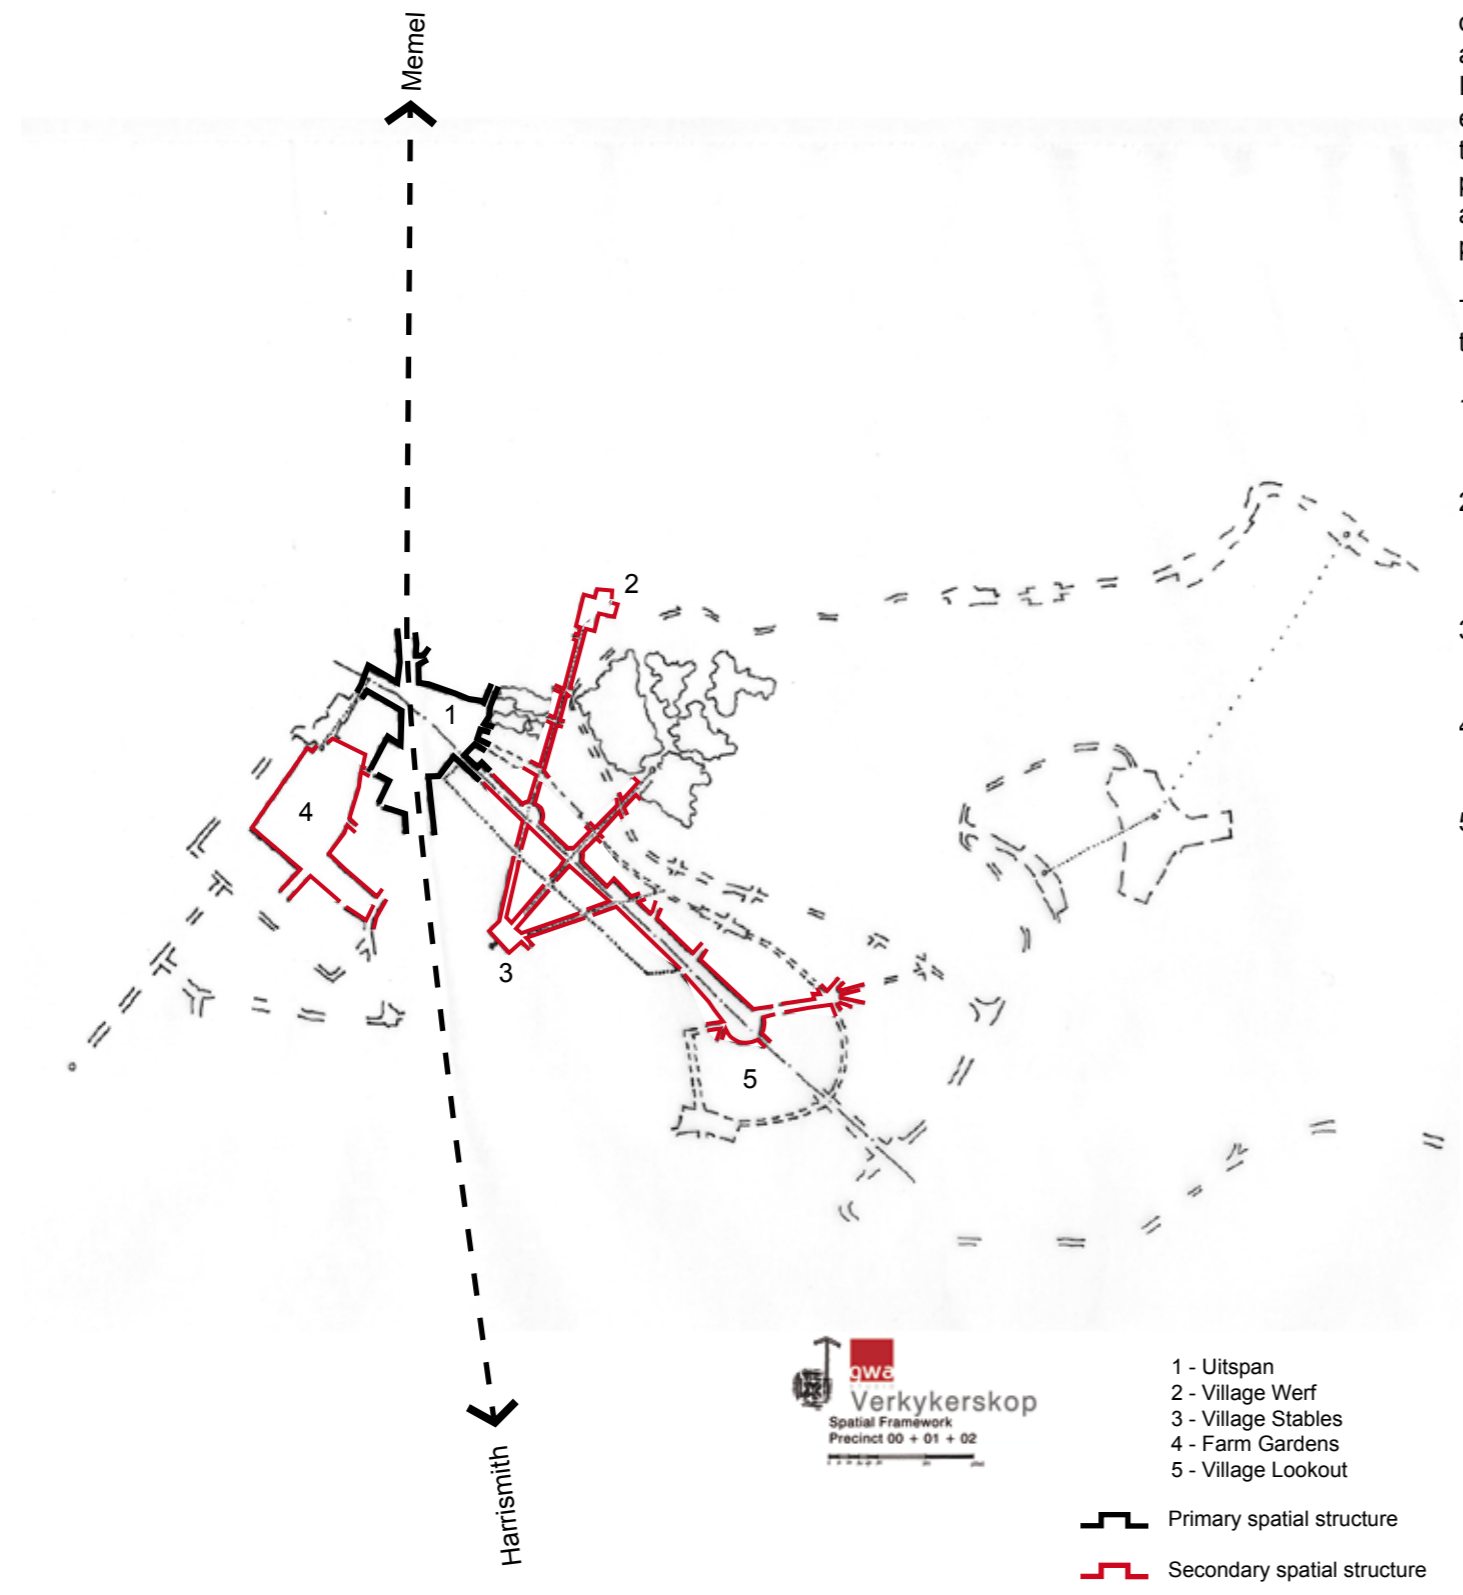 Memel
2
1
4
3
5
gwa
STUDIO
Verkykerskop
Spatial Framework
Precinct 00 + 01 + 02
1 - Uitspan
2 - Village Werf
3 - Village Stables
4 - Farm Gardens
5 - Village Lookout
Primary spatial structure
Secondary spatial structure
Harrismith